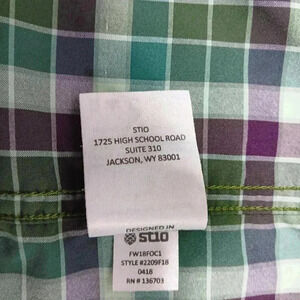 STIO
1725 HIGH SCHOOL ROAD
SUITE 310
JACKSON, WY 83001
DESIGNED IN
STIO
FW18FOC1
STYLE #2209F18
0418
RN # 136703